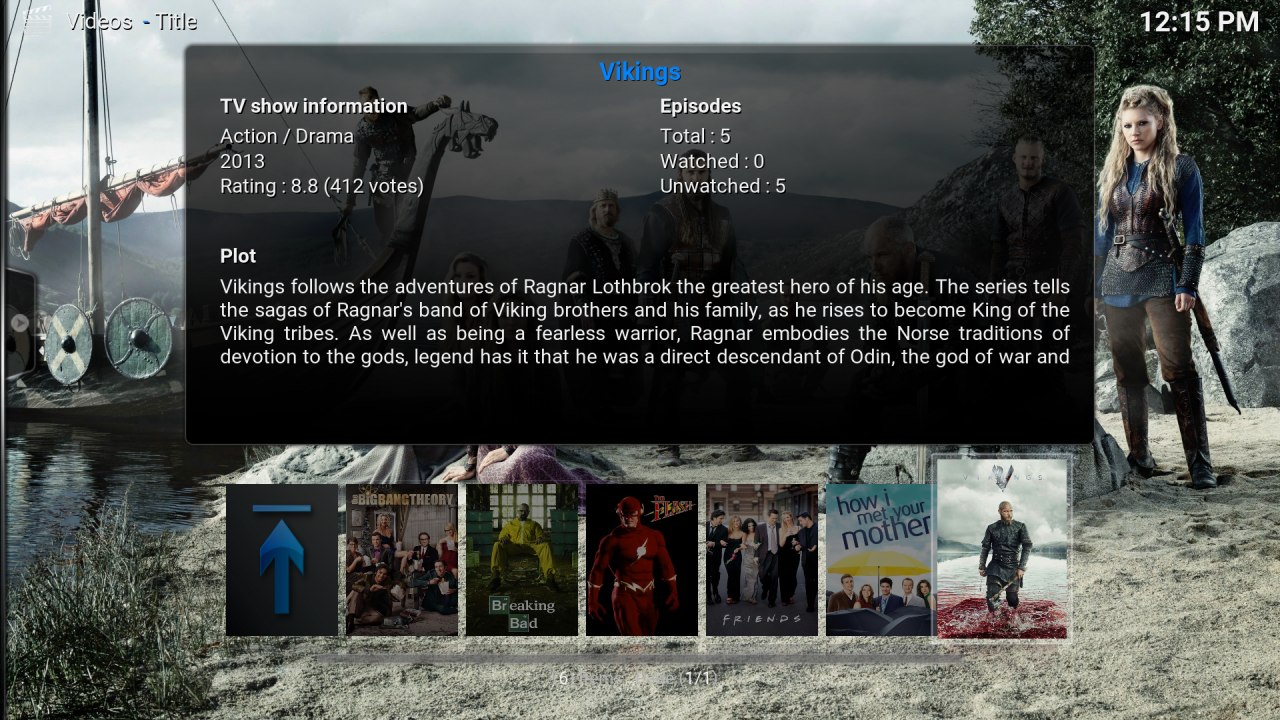 Videos - Title
12:15 PM
Vikings
TV show information
Action / Drama
2013
Rating : 8.8 (412 votes)
Episodes
Total : 5
Watched : 0
Unwatched : 5
Plot
Vikings follows the adventures of Ragnar Lothbrok the greatest hero of his age. The series tells
the sagas of Ragnar's band of Viking brothers and his family, as he rises to become King of the
Viking tribes. As well as being a fearless warrior, Ragnar embodies the Norse traditions of
devotion to the gods, legend has it that he was a direct descendant of Odin, the god of war and
THE BIG BANG THEORY
Breaking
Bad
THE FLASH
FRIENDS
how i
met your
mother
VIKINGS
6
(1/1)